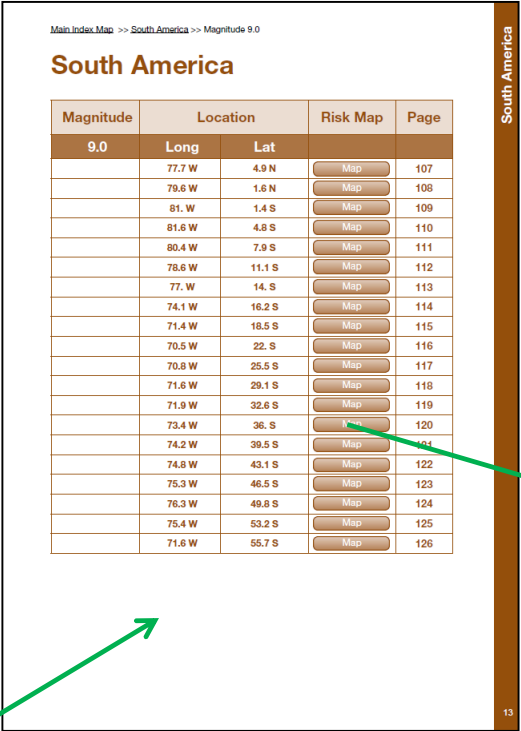 Main Index Map >> South America >> Magnitude 9.0
South America
South America
Magnitude Location Risk Map Page
9.0 Long Lat
77.7 W 4.9 N Map 107
79.6 W 1.6 N Map 108
81. W 1.4 S Map 109
81.6 W 4.8 S Map 110
80.4 W 7.9 S Map 111
78.6 W 11.1 S Map 112
77. W 14. S Map 113
74.1 W 16.2 S Map 114
71.4 W 18.5 S Map 115
70.5 W 22. S Map 116
70.8 W 25.5 S Map 117
71.6 W 29.1 S Map 118
71.9 W 32.6 S Map 119
73.4 W 36. S Map 120
74.2 W 39.5 S Map 121
74.8 W 43.1 S Map 122
75.3 W 46.5 S Map 123
76.3 W 49.8 S Map 124
75.4 W 53.2 S Map 125
71.6 W 55.7 S Map 126
13